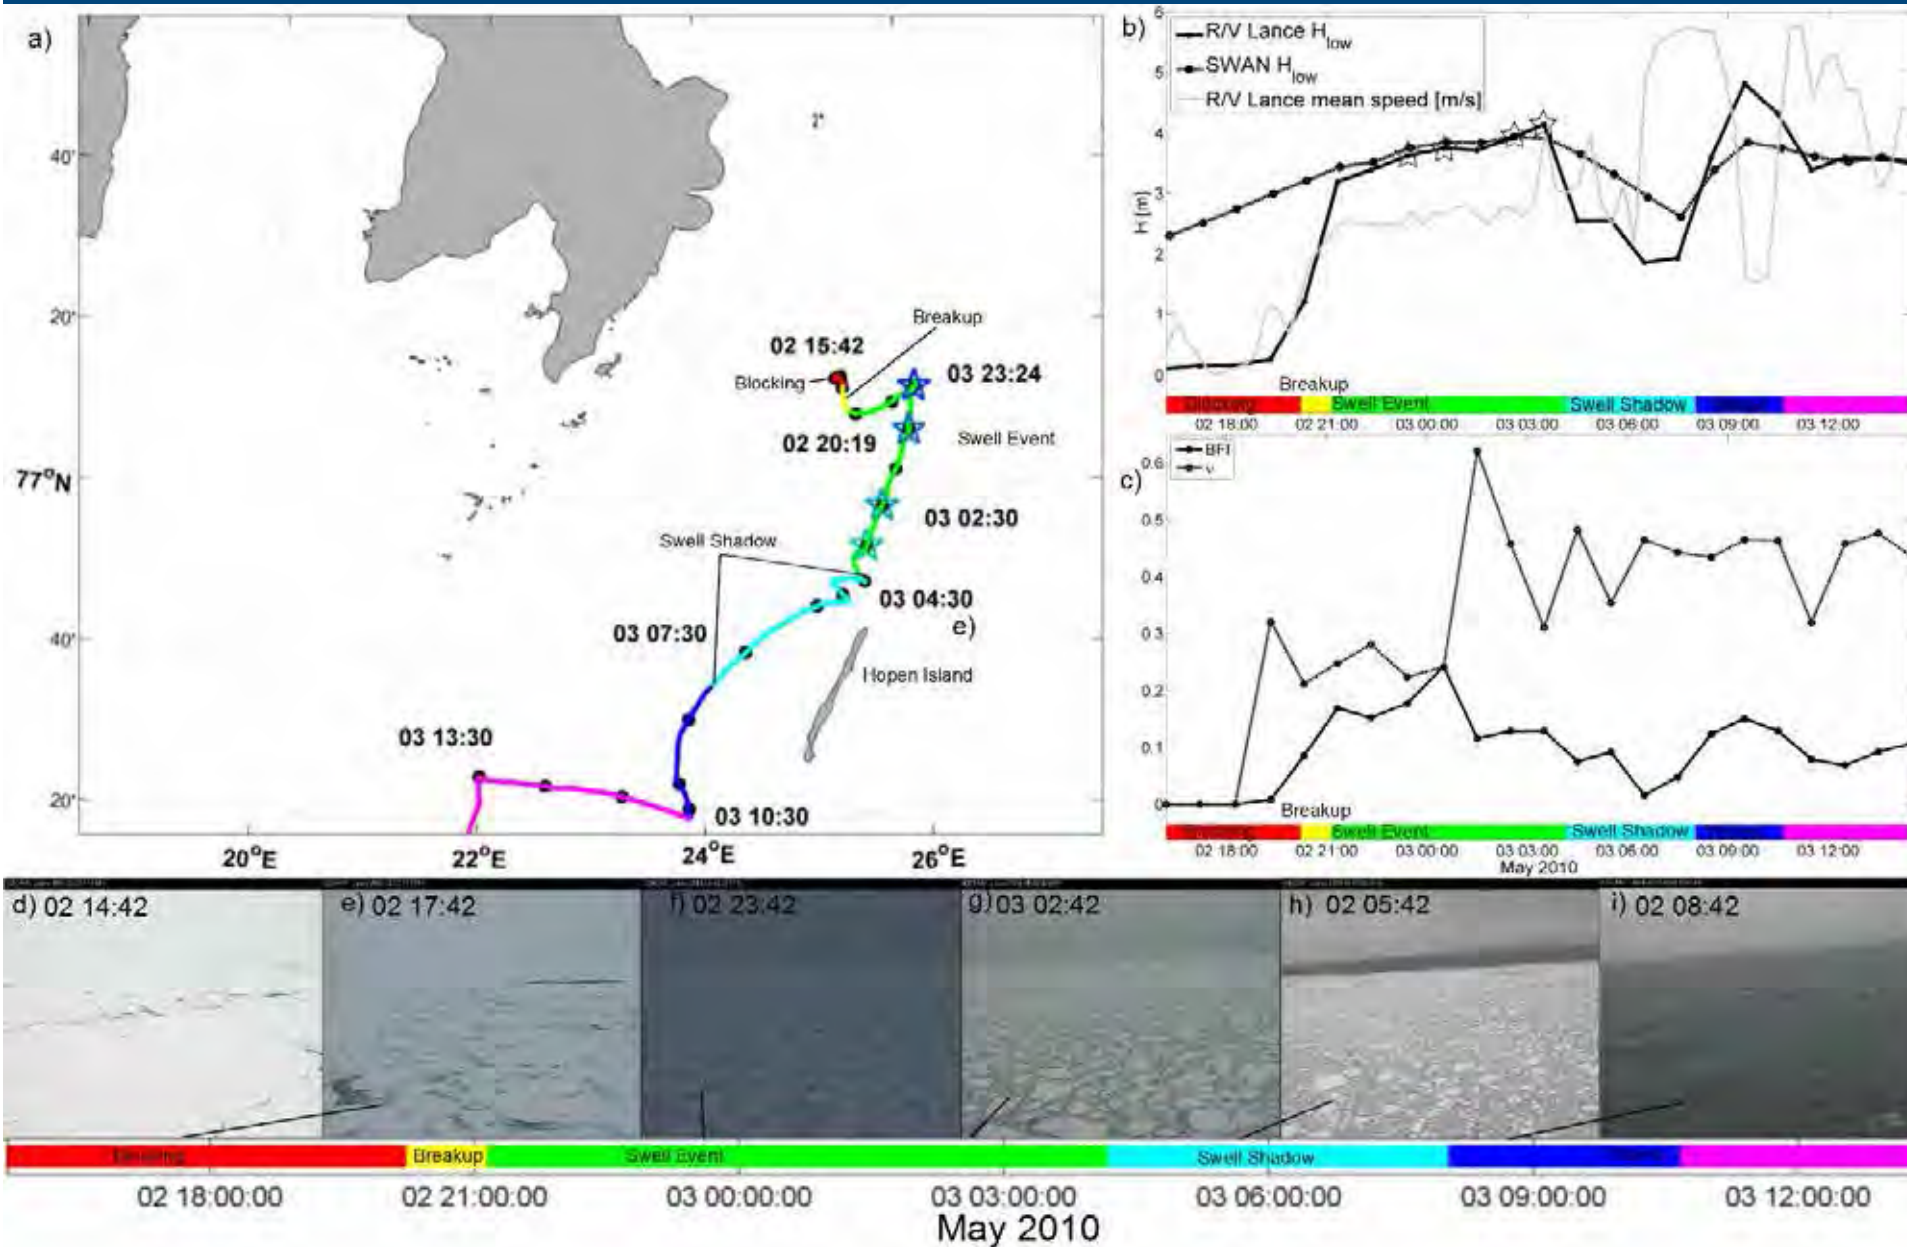 a)
40'
20'
77°N
40'
20'
2°
Breakup
02 15:42
Blocking
03 23:24
02 20:19
Swell Event
03 02:30
Swell Shadow
03 04:30
03 07:30
e)
Hopen Island
03 13:30
03 10:30
20°E
22°E
24°E
26°E
b)
R/V Lance H low
SWAN H low
R/V Lance mean speed [m/s]
H [m]
6
5
4
3
2
1
0
Breakup
Blocking
Swell Event
Swell Shadow
02 18:00
02 21:00
03 00:00
03 03:00
03 06:00
03 09:00
03 12:00
c)
BFI
ν
0.6
0.5
0.4
0.3
0.2
0.1
0
Breakup
Swell Event
Swell Shadow
02 18:00
02 21:00
03 00:00
03 03:00
03 06:00
03 09:00
03 12:00
May 2010
d) 02 14:42
e) 02 17:42
f) 02 23:42
g) 03 02:42
h) 02 05:42
i) 02 08:42
Blocking
Breakup
Swell Event
Swell Shadow
02 18:00:00
02 21:00:00
03 00:00:00
03 03:00:00
03 06:00:00
03 09:00:00
03 12:00:00
May 2010